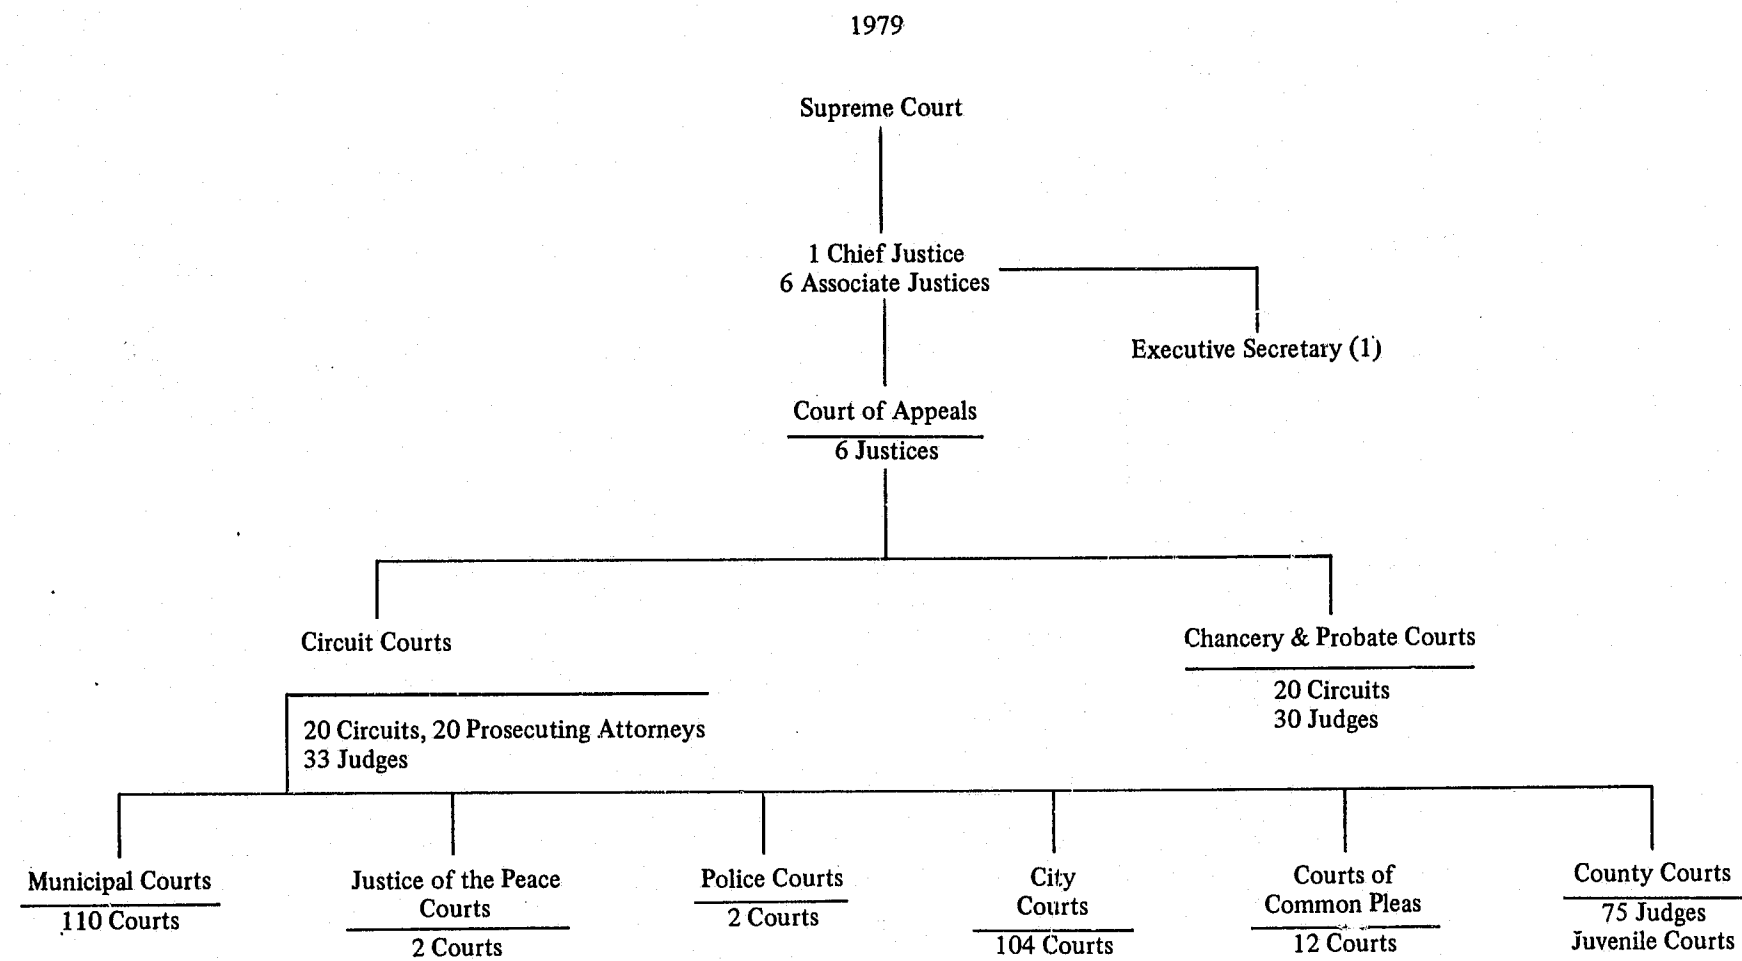 1979
Supreme Court
1 Chief Justice
6 Associate Justices
Executive Secretary (1)
Court of Appeals
6 Justices
Circuit Courts
20 Circuits, 20 Prosecuting Attorneys
33 Judges
Chancery & Probate Courts
20 Circuits
30 Judges
Municipal Courts
110 Courts
Justice of the Peace
Courts
2 Courts
Police Courts
2 Courts
City
Courts
104 Courts
Courts of
Common Pleas
12 Courts
County Courts
75 Judges
Juvenile Courts